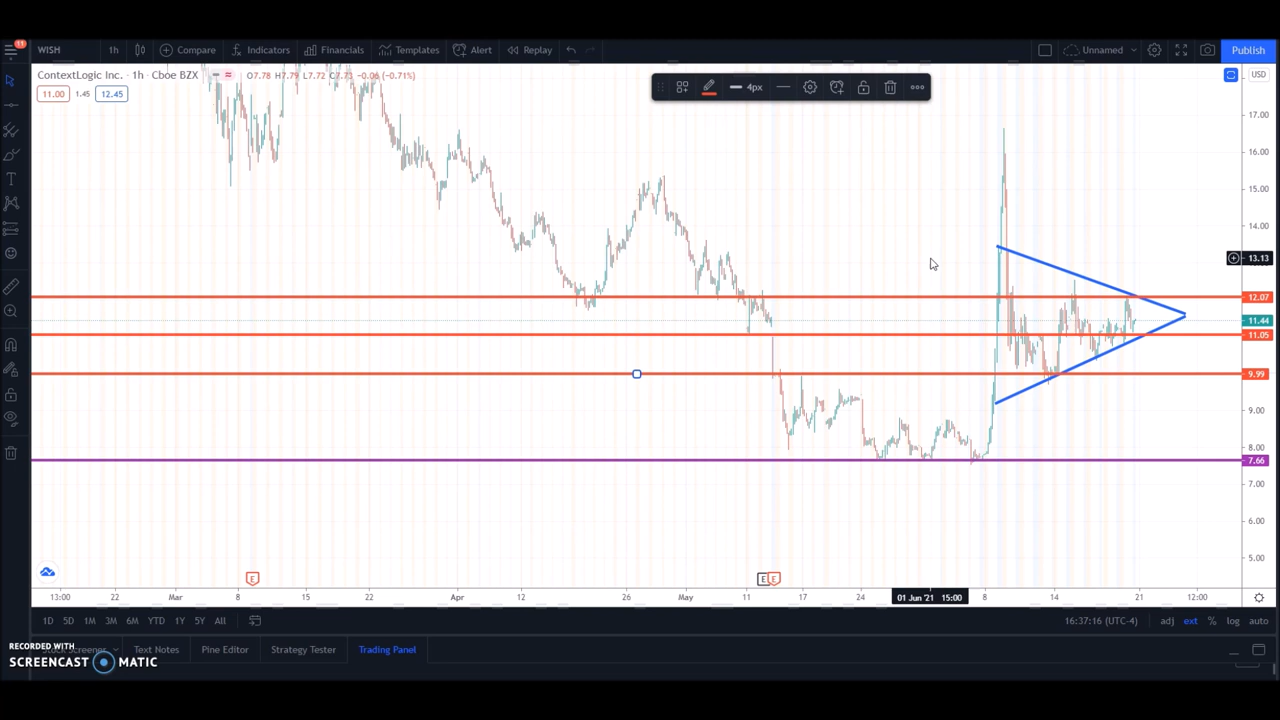 11
WISH 1h Compare Indicators Financials Templates Alert Replay Unnamed Publish
ContextLogic Inc. · 1h · Cboe BZX O7.78 H7.79 L7.72 C7.73 −0.06 (−0.71%)
11.00 1.45 12.45
4px
USD
17.00
16.00
15.00
14.00
13.13
12.07
11.44
11.05
9.99
9.00
8.00
7.66
7.00
6.00
5.00
E E E
13:00 22 Mar 8 15 22 Apr 12 26 May 11 17 24 01 Jun '21 15:00 8 14 21 12:00
1D 5D 1M 3M 6M YTD 1Y 5Y All 16:37:16 (UTC-4) adj ext % log auto
RECORDED WITH
SCREENCAST MATIC
Stock Screener Text Notes Pine Editor Strategy Tester Trading Panel